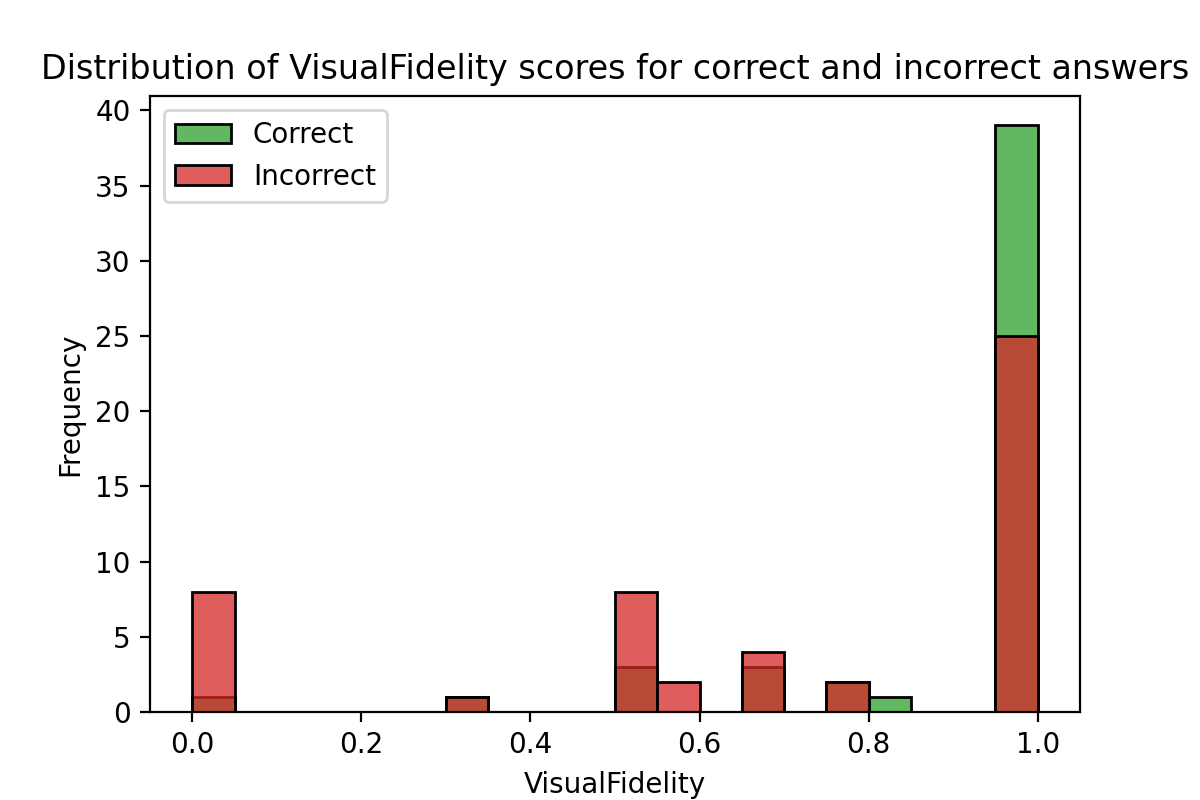 Distribution of VisualFidelity scores for correct and incorrect answers
Correct
Incorrect
Frequency
40
35
30
25
20
15
10
5
0
0.0 0.2 0.4 0.6 0.8 1.0
VisualFidelity